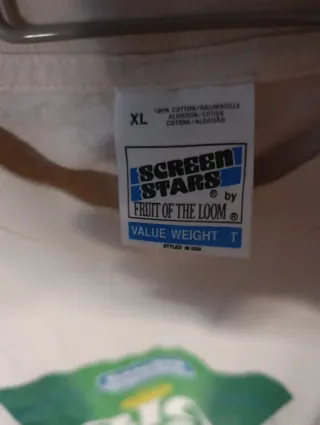 XL
100% COTTON/BAUMWOLLE
ALGODON/COTON
COTONE/ALGODÃO
SCREEN
STARS
® by
FRUIT OF THE LOOM ®
VALUE WEIGHT T
STYLED IN USA